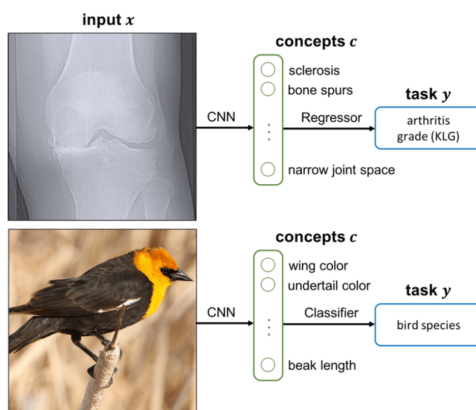 input x
concepts c
sclerosis
bone spurs
narrow joint space
CNN
Regressor
task y
arthritis
grade (KLG)
concepts c
wing color
undertail color
beak length
CNN
Classifier
task y
bird species